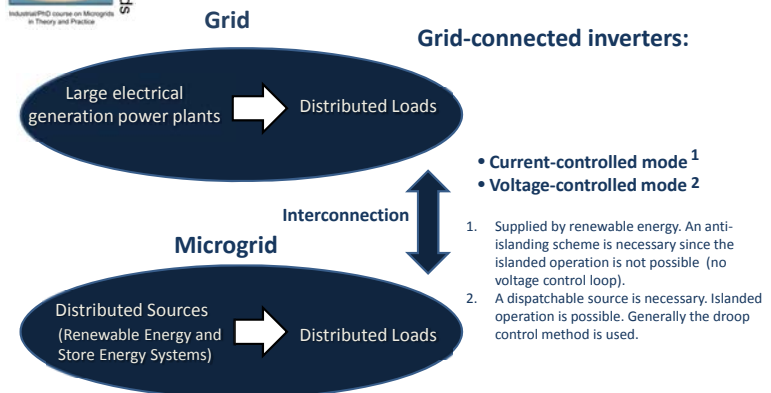 ds
Industrial/PhD course on Microgrids
in Theory and Practice
Grid
Grid-connected inverters:
Large electrical
generation power plants
Distributed Loads
• Current-controlled mode 1
• Voltage-controlled mode 2
Interconnection
1. Supplied by renewable energy. An anti-
islanding scheme is necessary since the
islanded operation is not possible (no
voltage control loop).
2. A dispatchable source is necessary. Islanded
operation is possible. Generally the droop
control method is used.
Microgrid
Distributed Sources
(Renewable Energy and
Store Energy Systems)
Distributed Loads